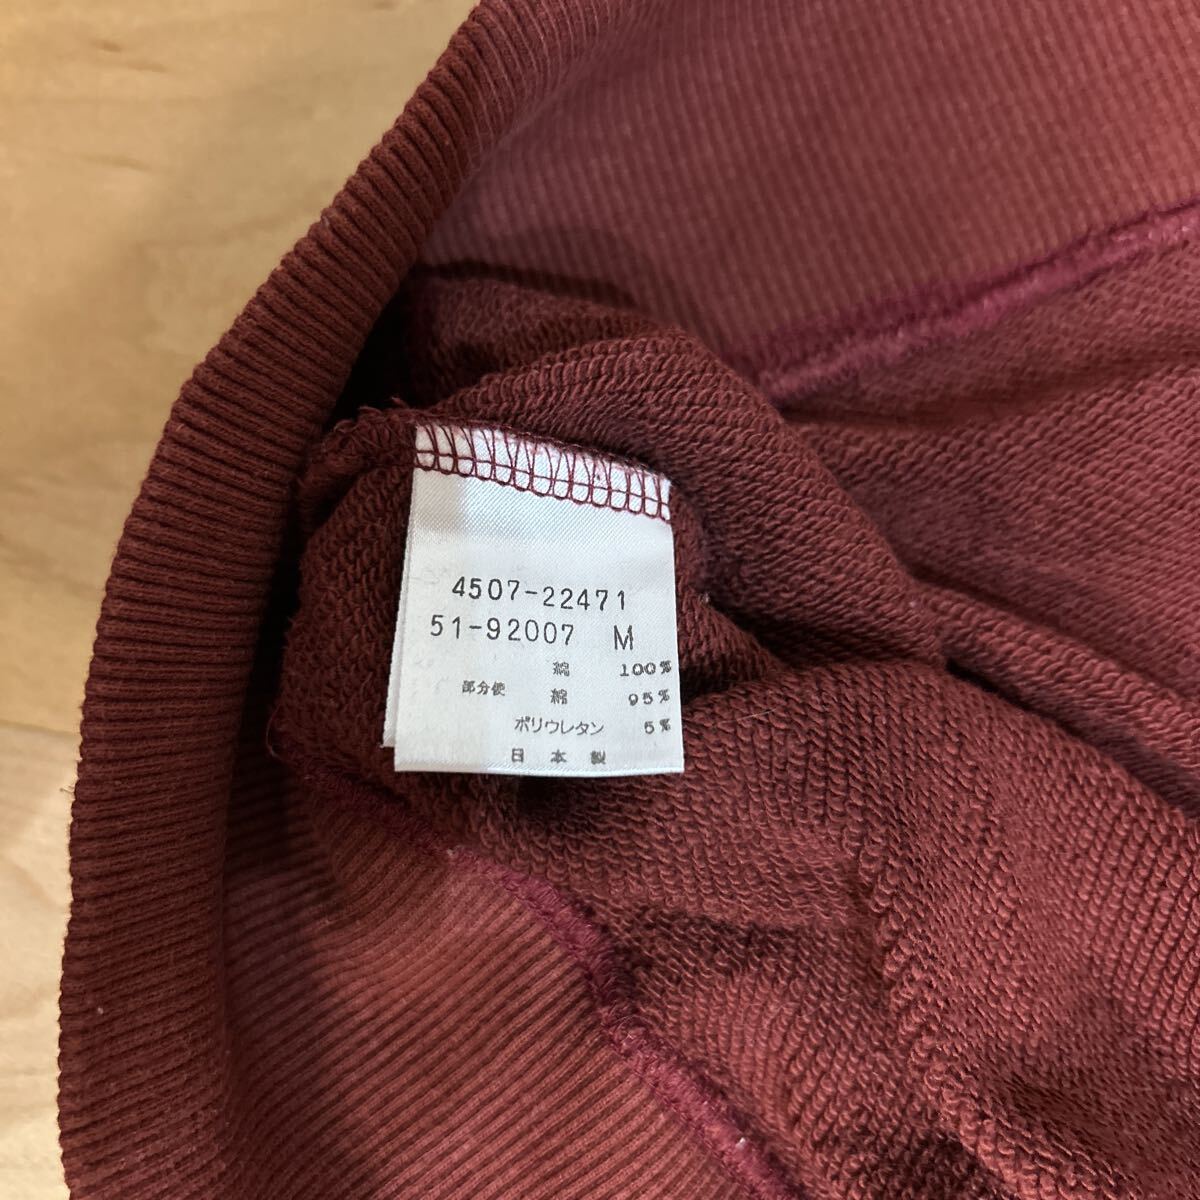 4507-22471
51-92007 M
綿 100%
部分使 綿 95%
ポリウレタン 5%
日本製